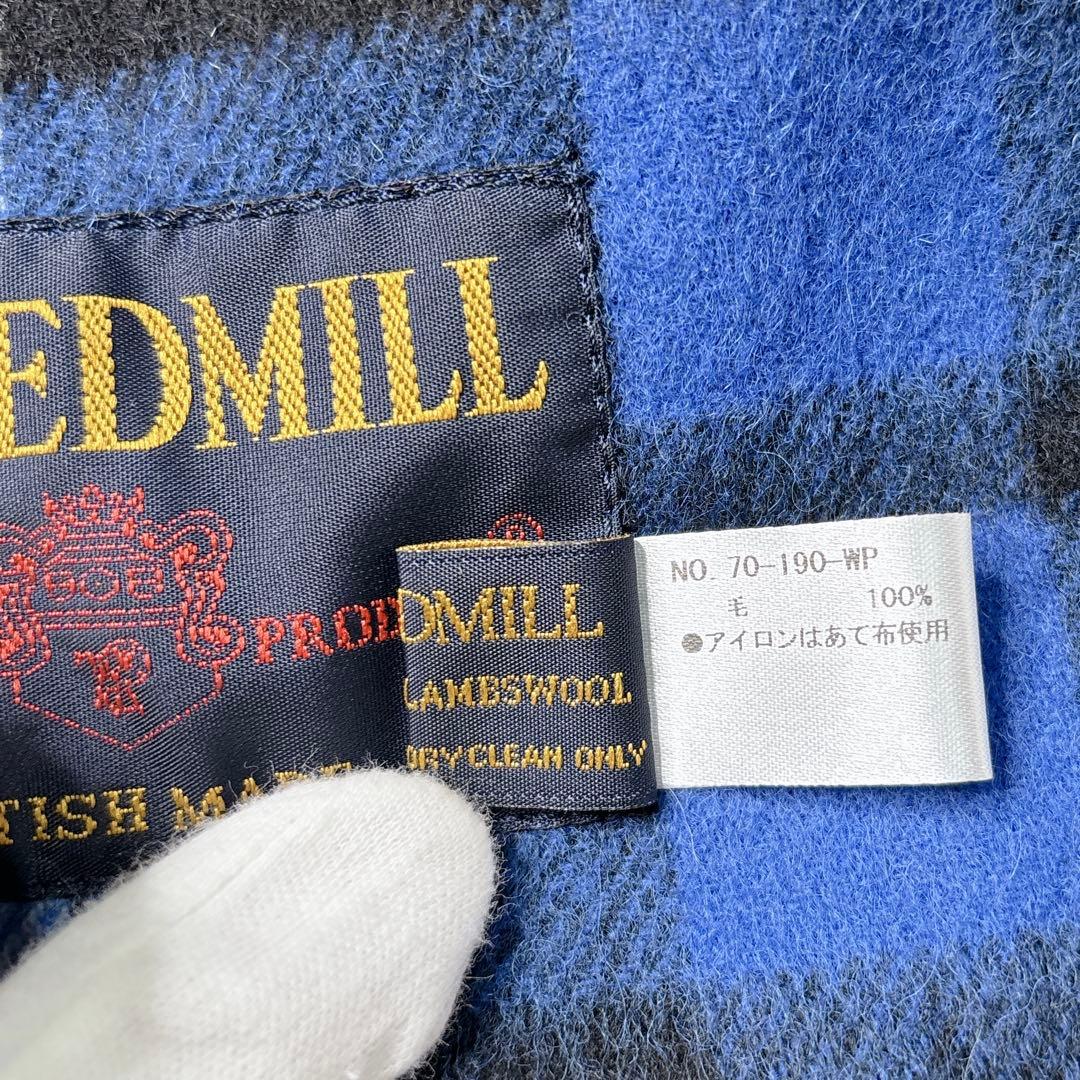 EDMILL
PROD
TISH MADE
DMILL
LAMBSWOOL
DRY CLEAN ONLY
NO. 70-190-WP
毛 100%
●アイロンはあて布使用